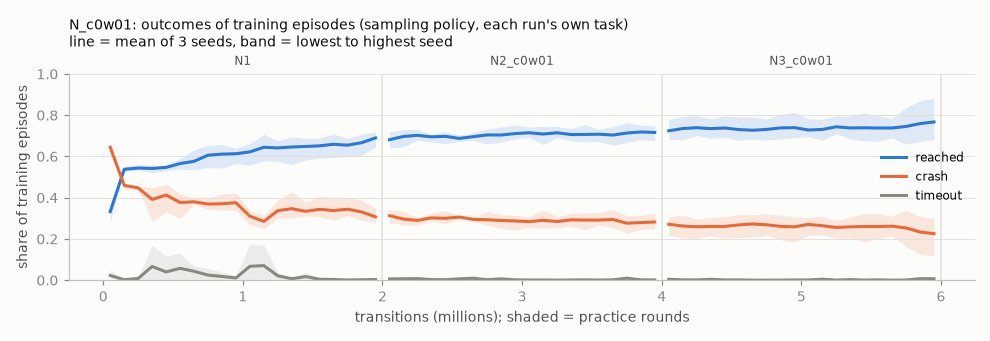 N_c0w01: outcomes of training episodes (sampling policy, each run's own task)
line = mean of 3 seeds, band = lowest to highest seed
N1
N2_c0w01
N3_c0w01
share of training episodes
1.0
0.8
0.6
0.4
0.2
0.0
reached
crash
timeout
0
1
2
3
4
5
6
transitions (millions); shaded = practice rounds